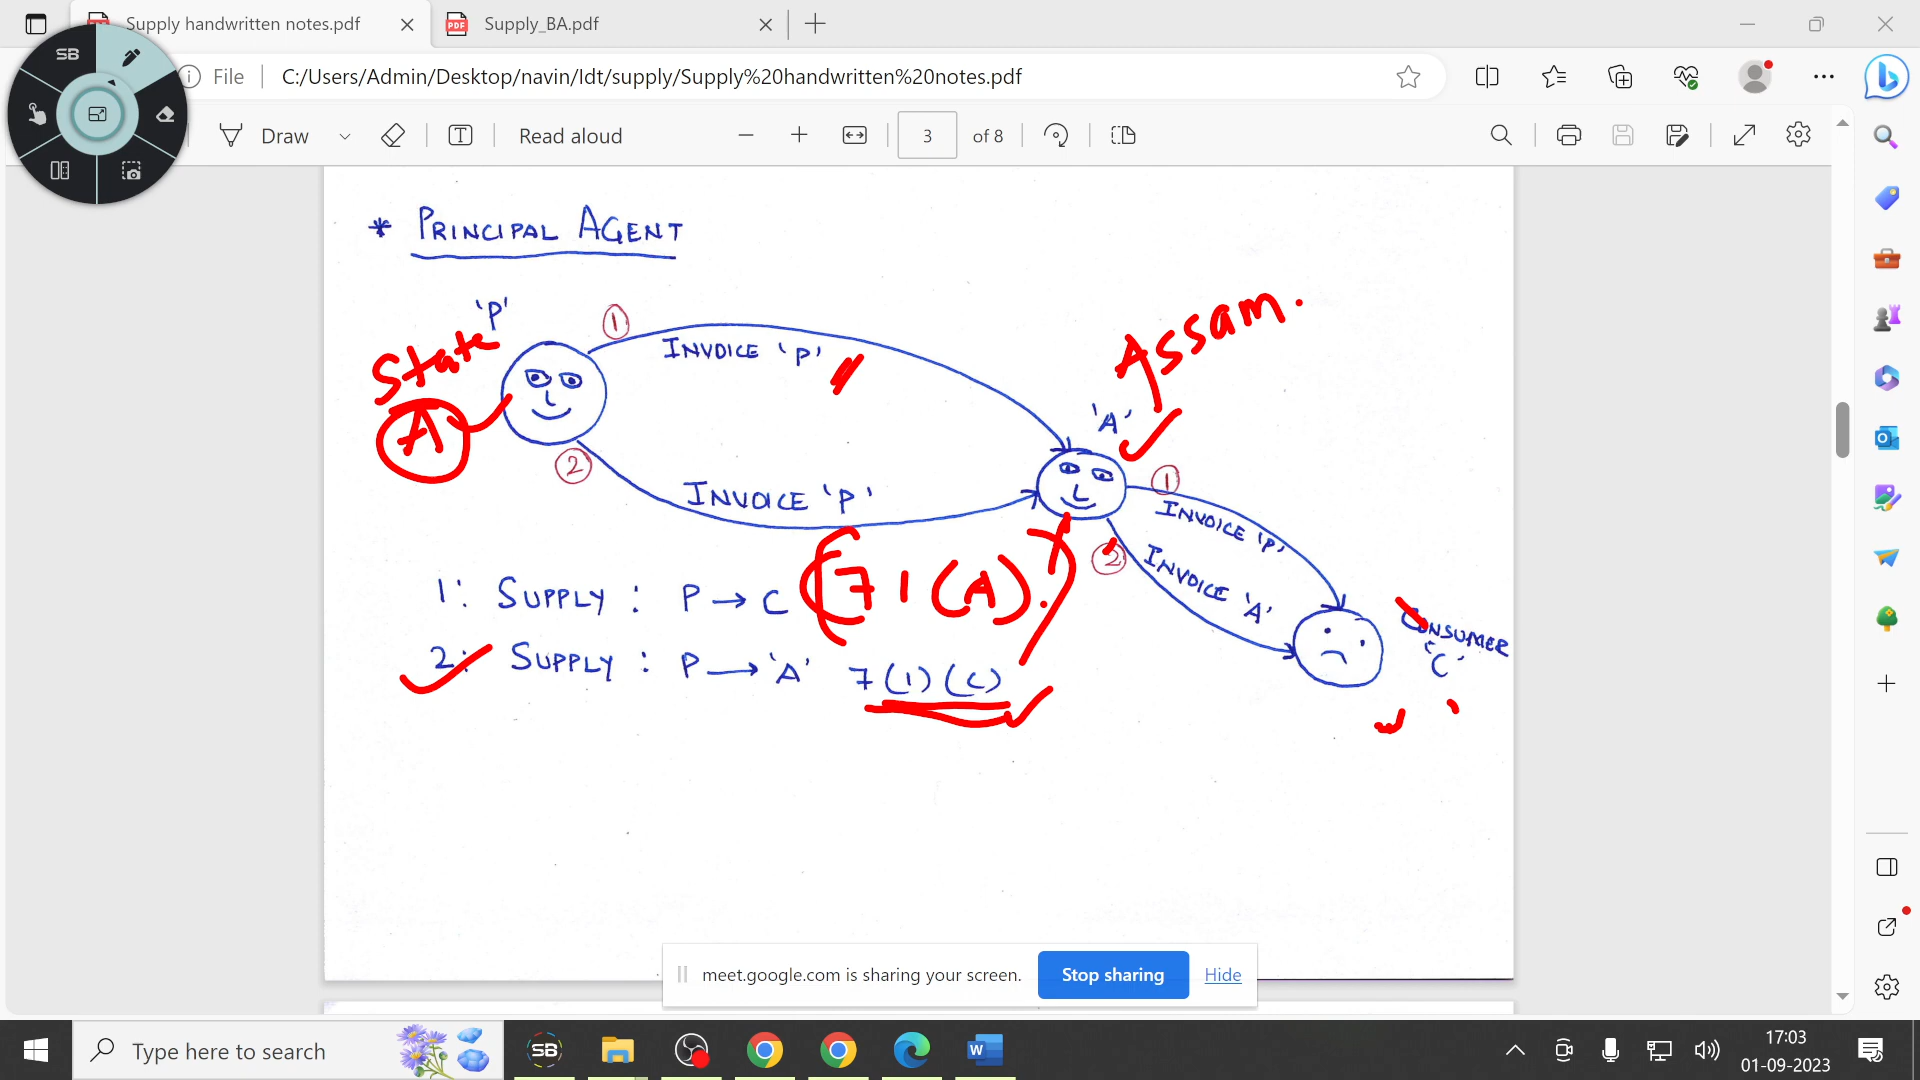 Supply handwritten notes.pdf
Supply_BA.pdf
SB
File
C:/Users/Admin/Desktop/navin/Idt/supply/Supply%20handwritten%20notes.pdf
Draw
Read aloud
3 of 8
* PRINCIPAL AGENT
'P'
State
A
①
INVOICE 'P'
Assam.
'A'
②
INVOICE 'P'
①
INVOICE 'P'
②
INVOICE 'A'
CONSUMER
'C'
1: SUPPLY : P → C (71(A).)
2: SUPPLY : P → 'A' 7(1)(c)
meet.google.com is sharing your screen.
Stop sharing
Hide
Type here to search
SB
17:03
01-09-2023